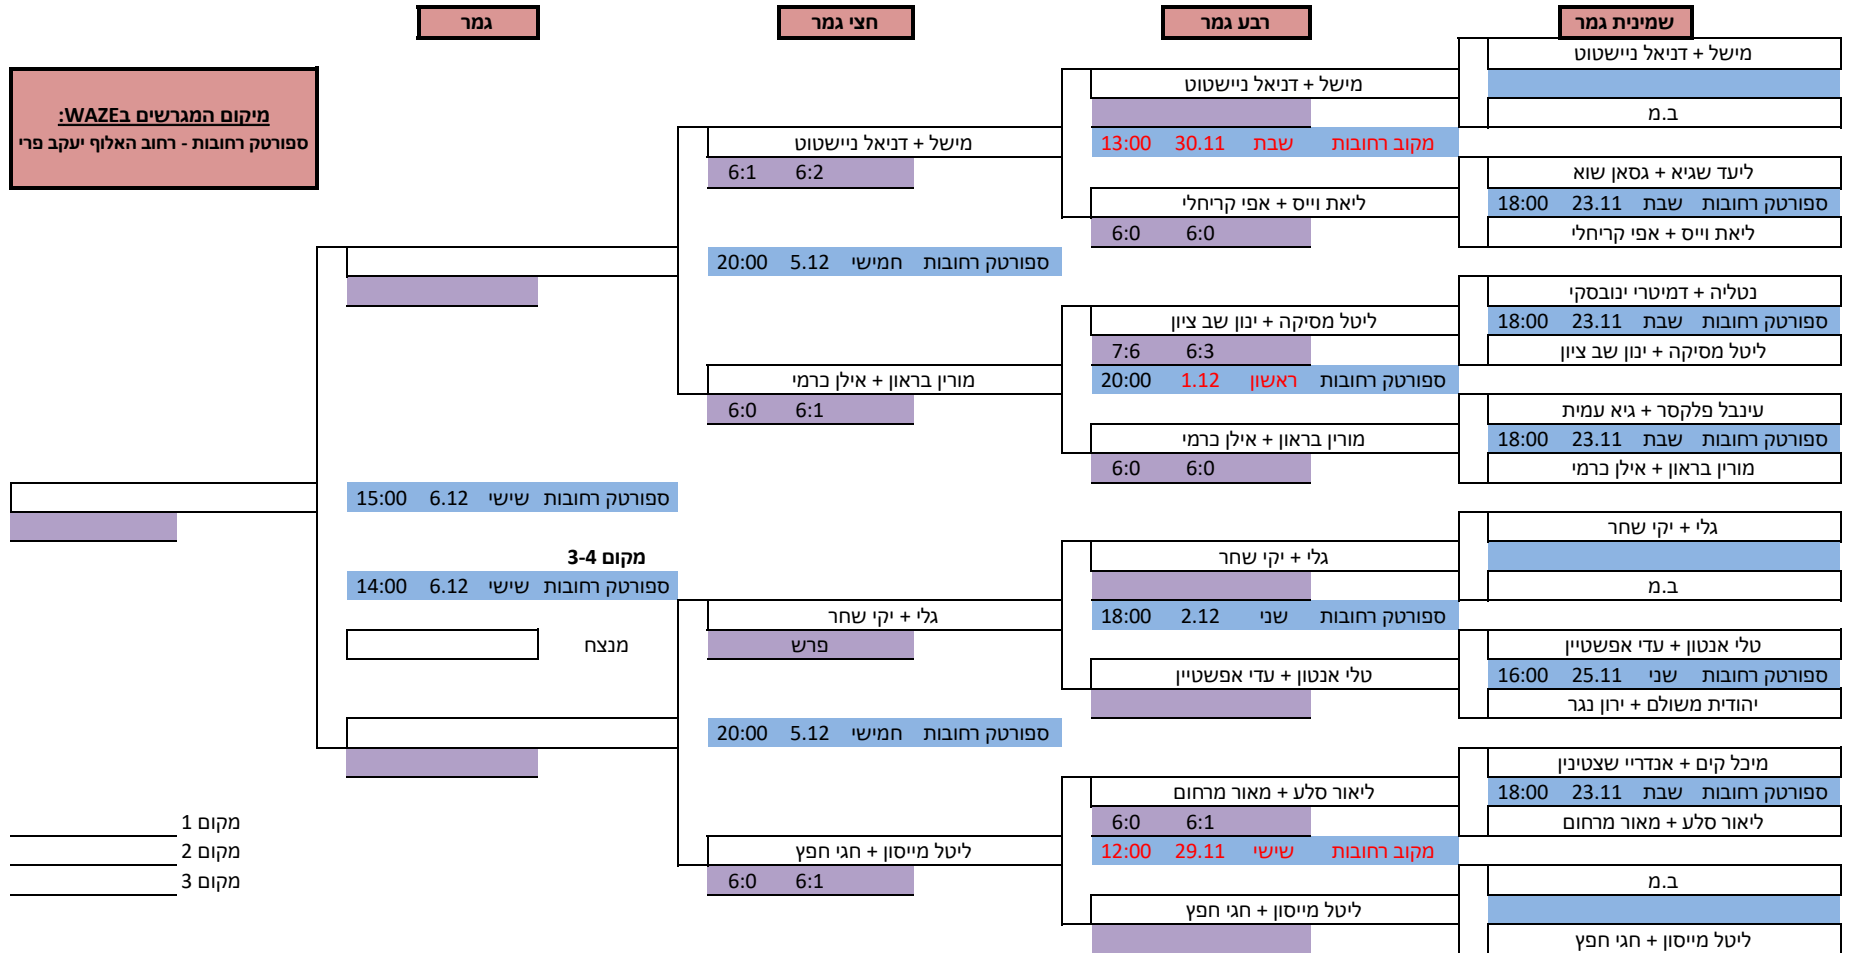 שמינית גמר
רבע גמר
חצי גמר
גמר
מיקום המגרשים בWAZE:
ספורטק רחובות - רחוב האלוף יעקב פרי
מישל + דניאל ניישטוט
ב.מ
ליעד שגיא + גסאן שוא
ספורטק רחובות שבת 23.11 18:00
ליאת וייס + אפי קריחלי
נטליה + דמיטרי ינובסקי
ספורטק רחובות שבת 23.11 18:00
ליטל מסיקה + ינון שב ציון
עינבל פלקסר + גיא עמית
ספורטק רחובות שבת 23.11 18:00
מורין בראון + אילן כרמי
גלי + יקי שחר
ב.מ
טלי אנטון + עדי אפשטיין
ספורטק רחובות שני 25.11 16:00
יהודית משולם + ירון נגר
מיכל קים + אנדריי שצטינין
ספורטק רחובות שבת 23.11 18:00
ליאור סלע + מאור מרחום
ב.מ
ליטל מייסון + חגי חפץ
מישל + דניאל ניישטוט
מקוב רחובות שבת 30.11 13:00
ליאת וייס + אפי קריחלי
6:0 6:0
ליטל מסיקה + ינון שב ציון
7:6 6:3
ספורטק רחובות ראשון 1.12 20:00
מורין בראון + אילן כרמי
6:0 6:0
גלי + יקי שחר
ספורטק רחובות שני 2.12 18:00
טלי אנטון + עדי אפשטיין
ליאור סלע + מאור מרחום
6:0 6:1
מקוב רחובות שישי 29.11 12:00
ליטל מייסון + חגי חפץ
מישל + דניאל ניישטוט
6:1 6:2
ספורטק רחובות חמישי 5.12 20:00
מורין בראון + אילן כרמי
6:0 6:1
גלי + יקי שחר
פרש
ספורטק רחובות חמישי 5.12 20:00
ליטל מייסון + חגי חפץ
6:0 6:1
ספורטק רחובות שישי 6.12 15:00
מקום 3-4
ספורטק רחובות שישי 6.12 14:00
מנצח
מקום 1
מקום 2
מקום 3